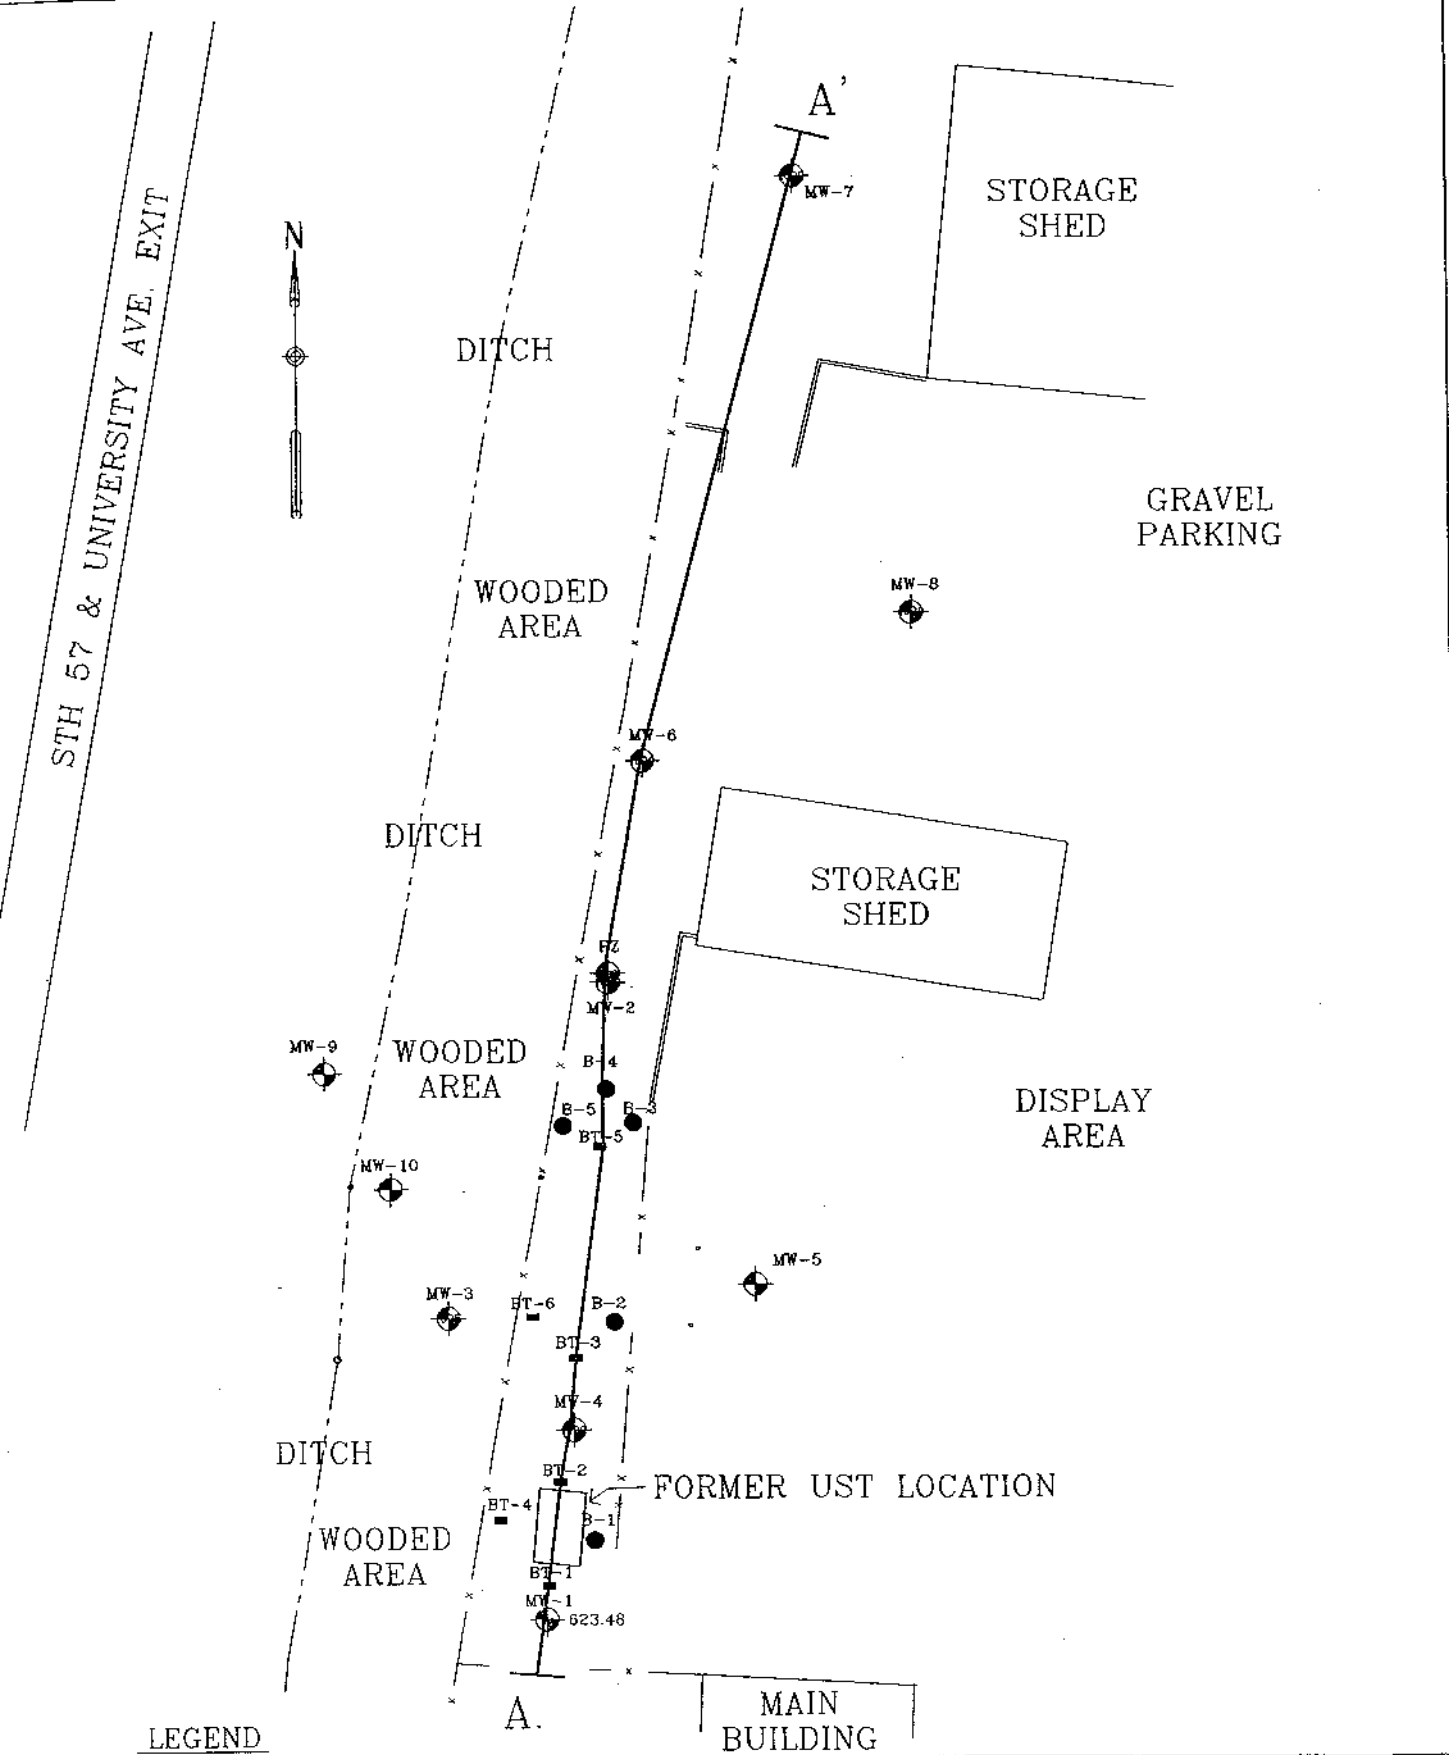 A'
MW-7
STORAGE
SHED
N
STH 57 & UNIVERSITY AVE. EXIT
DITCH
GRAVEL
PARKING
WOODED
AREA
MW-8
MW-6
DITCH
STORAGE
SHED
PZ
MW-2
MW-9
WOODED
AREA
B-4
DISPLAY
AREA
B-5
B-3
BT-5
MW-10
MW-5
MW-3
BT-6
B-2
BT-3
MW-4
DITCH
BT-2
FORMER UST LOCATION
BT-4
B-1
WOODED
AREA
BT-1
MW-1
623.48
A.
MAIN
BUILDING
LEGEND